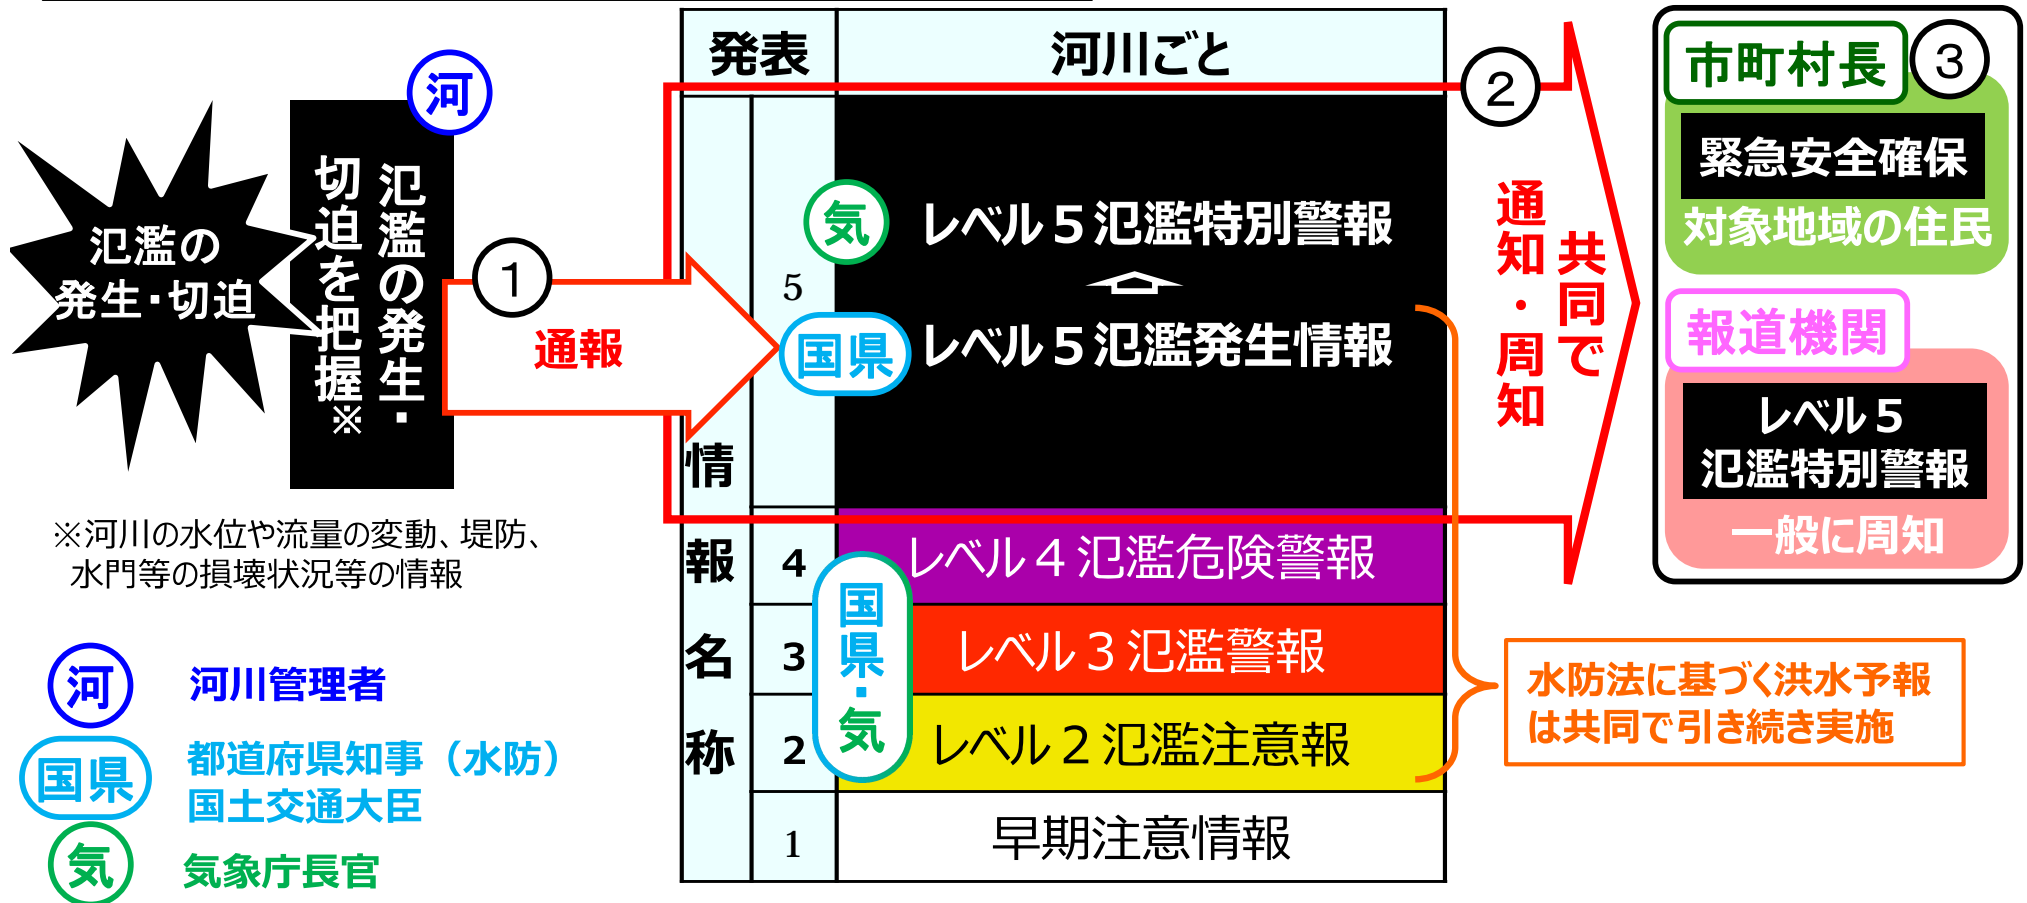 河
氾濫の
発生・切迫
氾濫の発生・
切迫を把握※
※河川の水位や流量の変動、堤防、
水門等の損壊状況等の情報
①
通報
発表
河川ごと
情報名称
5
気
レベル５氾濫特別警報
国県
レベル５氾濫発生情報
4
レベル４氾濫危険警報
国県・気
3
レベル３氾濫警報
2
レベル２氾濫注意報
1
早期注意情報
②
共同で
通知・周知
市町村長
③
緊急安全確保
対象地域の住民
報道機関
レベル５
氾濫特別警報
一般に周知
水防法に基づく洪水予報
は共同で引き続き実施
河
河川管理者
国県
都道府県知事（水防）
国土交通大臣
気
気象庁長官